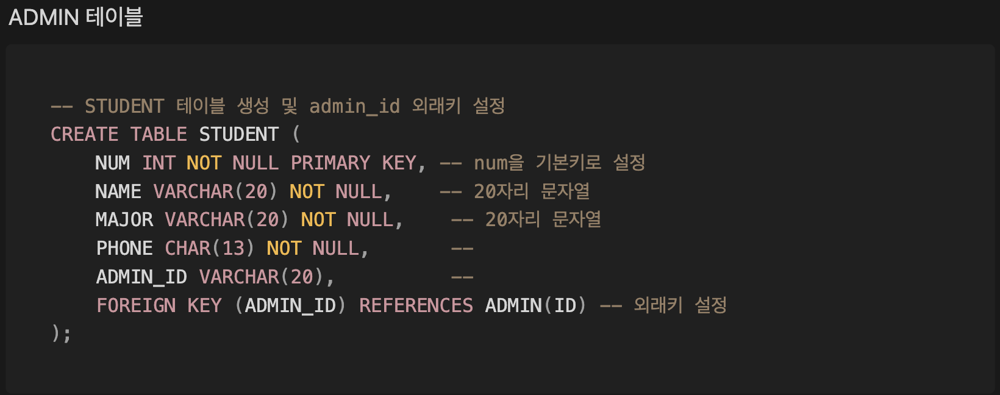 ADMIN 테이블
-- STUDENT 테이블 생성 및 admin_id 외래키 설정
CREATE TABLE STUDENT (
NUM INT NOT NULL PRIMARY KEY, -- num을 기본키로 설정
NAME VARCHAR(20) NOT NULL, -- 20자리 문자열
MAJOR VARCHAR(20) NOT NULL, -- 20자리 문자열
PHONE CHAR(13) NOT NULL, --
ADMIN_ID VARCHAR(20), --
FOREIGN KEY (ADMIN_ID) REFERENCES ADMIN(ID) -- 외래키 설정
);